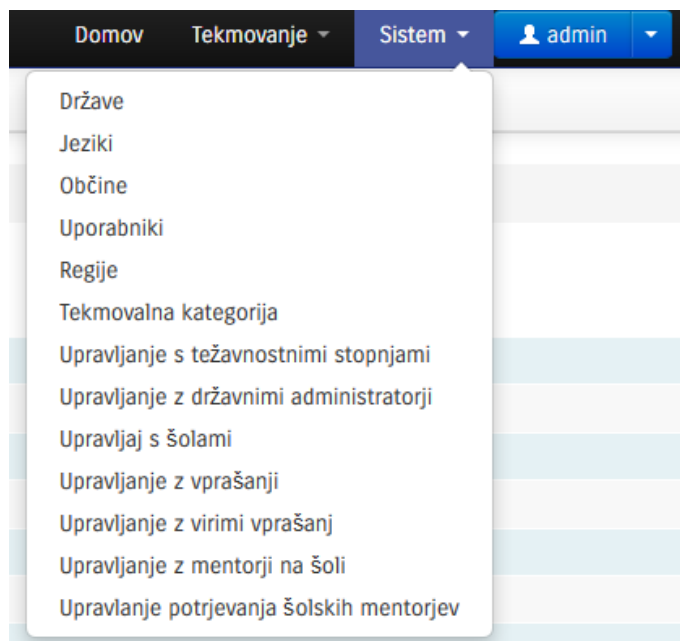 Domov Tekmovanje Sistem admin
Države
Jeziki
Občine
Uporabniki
Regije
Tekmovalna kategorija
Upravljanje s težavnostnimi stopnjami
Upravljanje z državnimi administratorji
Upravljaj s šolami
Upravljanje z vprašanji
Upravljanje z virimi vprašanj
Upravljanje z mentorji na šoli
Upravlanje potrjevanja šolskih mentorjev